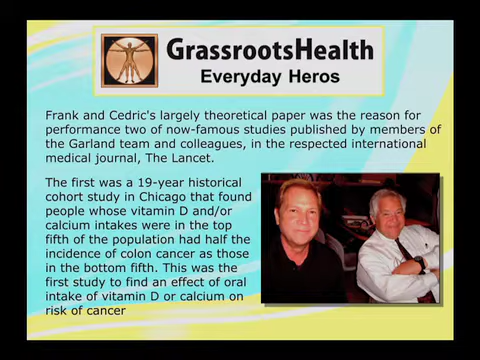 GrassrootsHealth
Everyday Heros
Frank and Cedric's largely theoretical paper was the reason for
performance two of now-famous studies published by members of
the Garland team and colleagues, in the respected international
medical journal, The Lancet.
The first was a 19-year historical
cohort study in Chicago that found
people whose vitamin D and/or
calcium intakes were in the top
fifth of the population had half the
incidence of colon cancer as those
in the bottom fifth. This was the
first study to find an effect of oral
intake of vitamin D or calcium on
risk of cancer